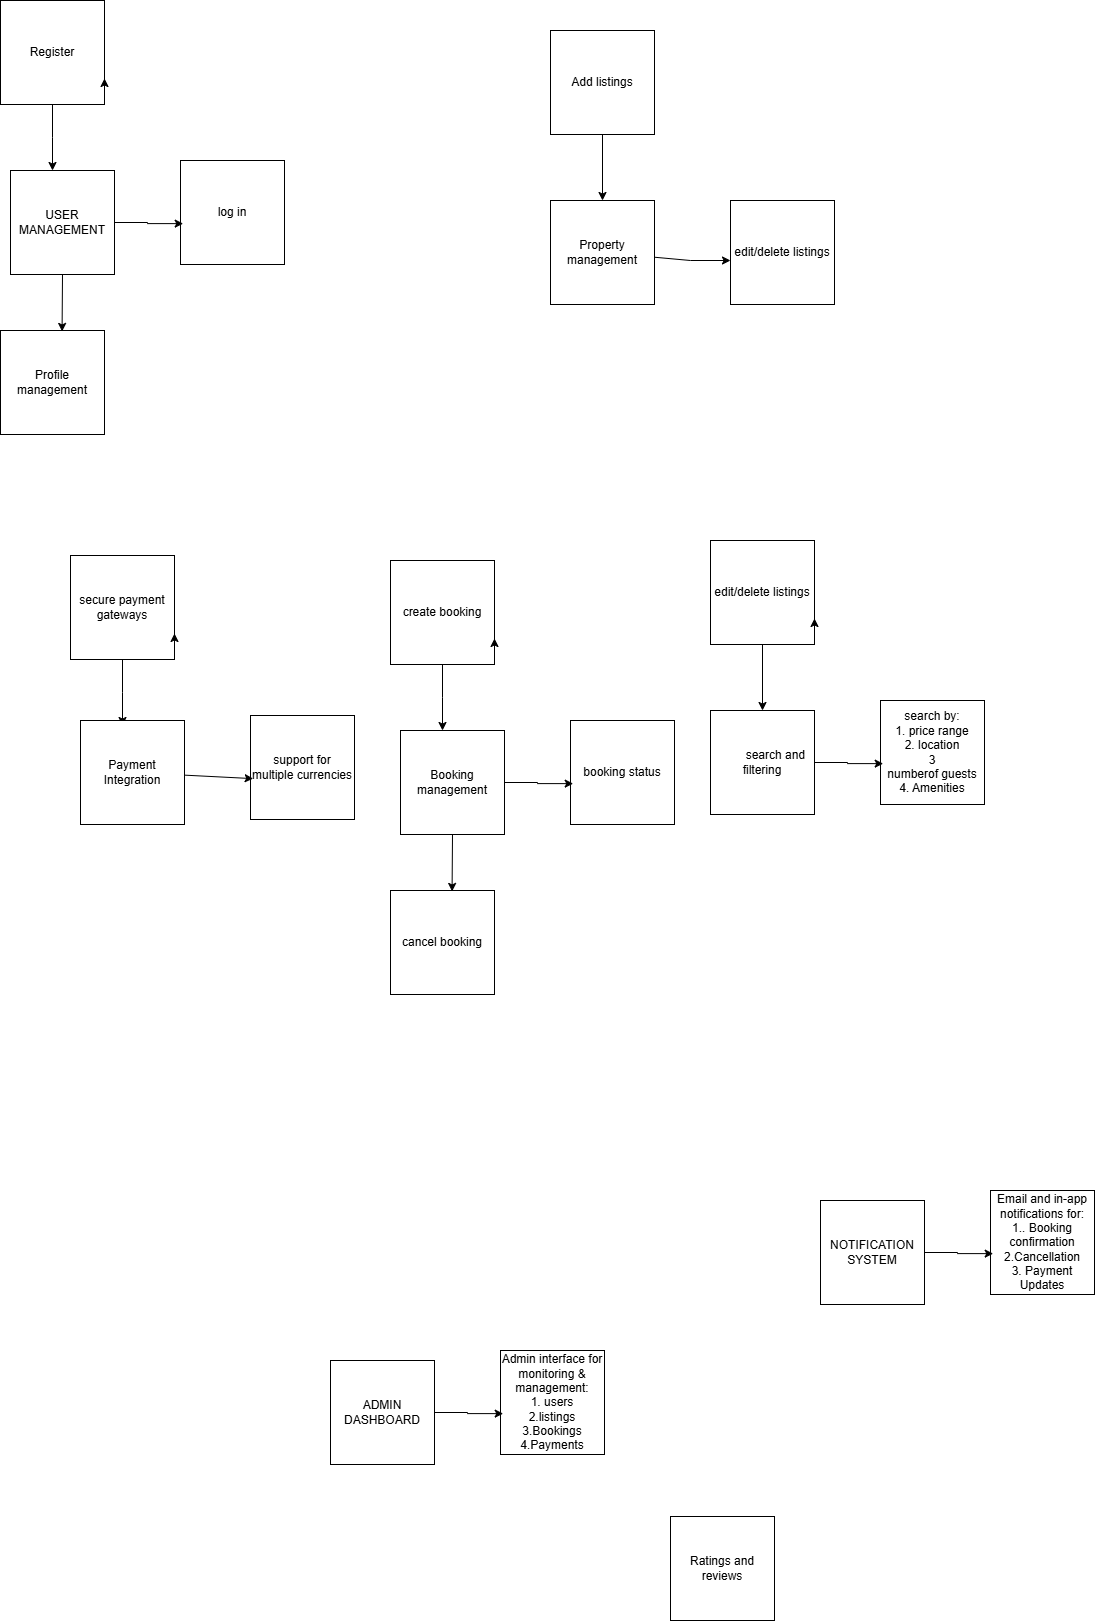 Register
Add listings
USER
MANAGEMENT
log in
Property
management
edit/delete listings
Profile
management
secure payment
gateways
create booking
edit/delete listings
Payment
Integration
support for
multiple currencies
Booking
management
booking status
search and
filtering
search by:
1. price range
2. location
3
numberof guests
4. Amenities
cancel booking
NOTIFICATION
SYSTEM
Email and in-app
notifications for:
1.. Booking
confirmation
2.Cancellation
3. Payment
Updates
ADMIN
DASHBOARD
Admin interface for
monitoring &
management:
1. users
2.listings
3.Bookings
4.Payments
Ratings and
reviews